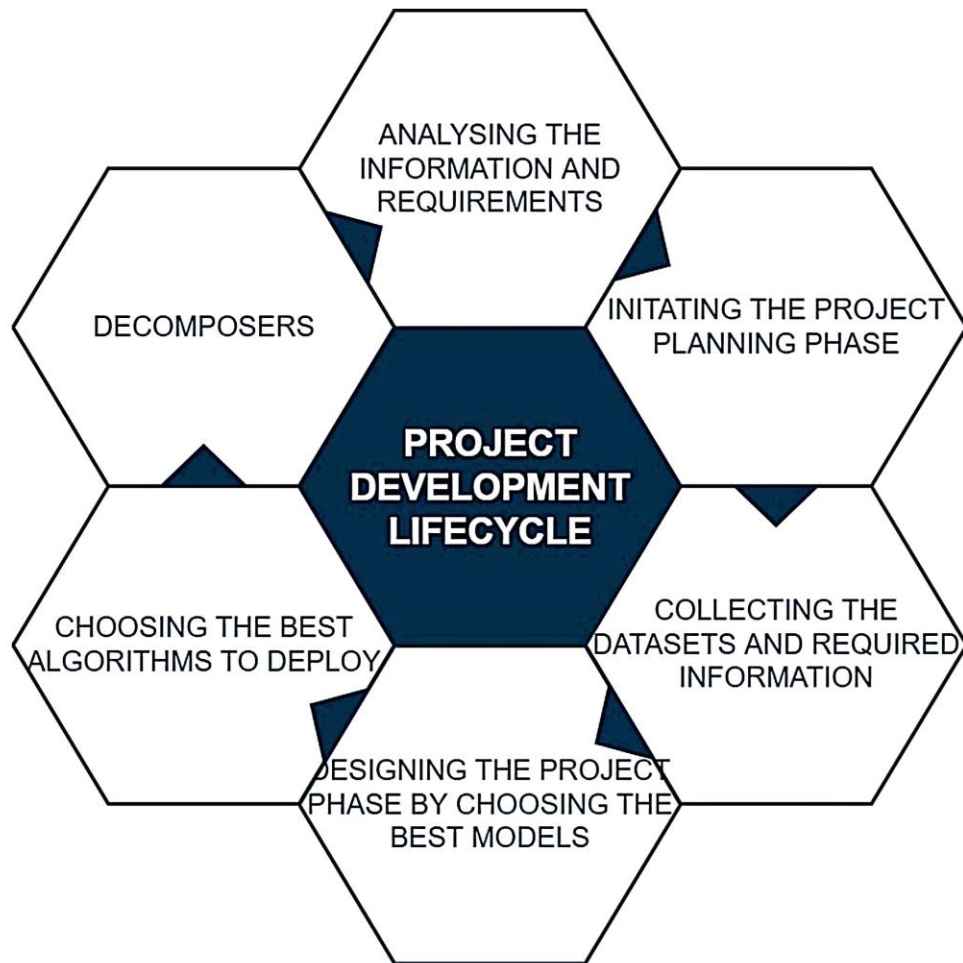 ANALYSING THE
INFORMATION AND
REQUIREMENTS
INITATING THE PROJECT
PLANNING PHASE
COLLECTING THE
DATASETS AND REQUIRED
INFORMATION
DESIGNING THE PROJECT
PHASE BY CHOOSING THE
BEST MODELS
CHOOSING THE BEST
ALGORITHMS TO DEPLOY
DECOMPOSERS
PROJECT
DEVELOPMENT
LIFECYCLE